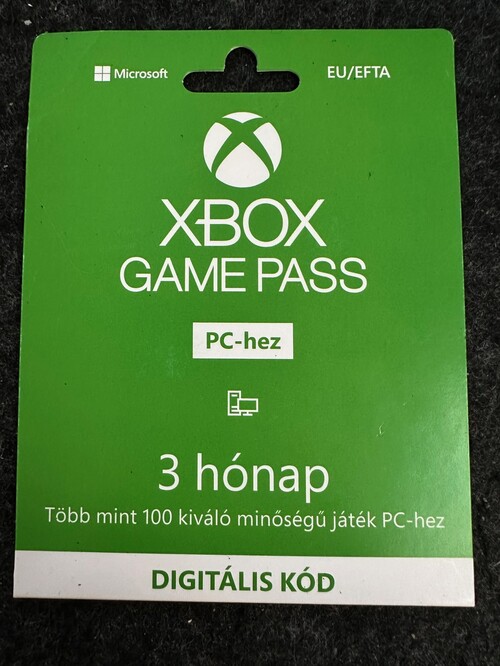 Microsoft
EU/EFTA
XBOX
GAME PASS
PC-hez
3 hónap
Több mint 100 kiváló minőségű játék PC-hez
DIGITÁLIS KÓD